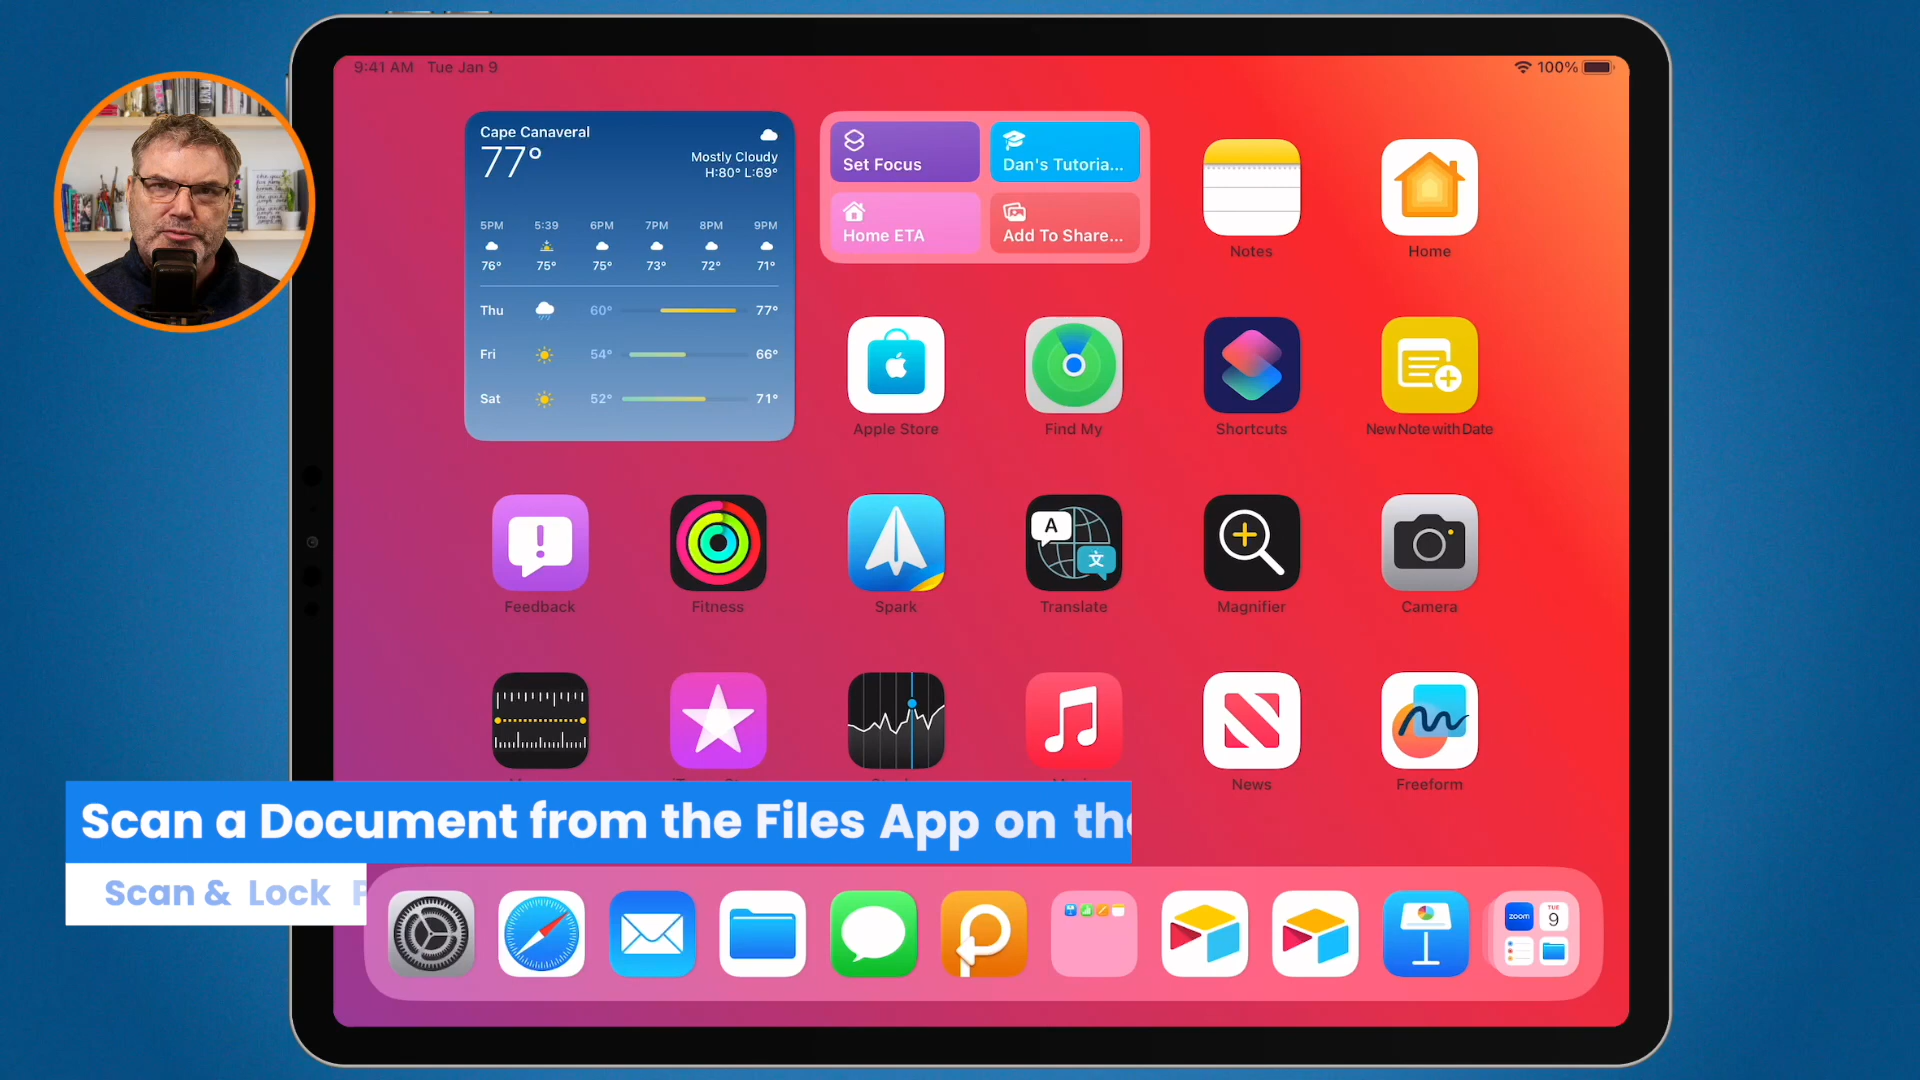 9:41 AM Tue Jan 9
100%
Cape Canaveral
77°
Mostly Cloudy
H:80° L:69°
5PM 5:39 6PM 7PM 8PM 9PM
76° 75° 75° 73° 72° 71°
Thu 60° 77°
Fri 54° 66°
Sat 52° 71°
Set Focus
Dan's Tutoria...
Home ETA
Add To Share...
Notes
Home
Apple Store
Find My
Shortcuts
New Note with Date
A
文
Feedback
Fitness
Spark
Translate
Magnifier
Camera
News
Freeform
Scan a Document from the Files App on
Scan & Lock
zoom
TUE
9